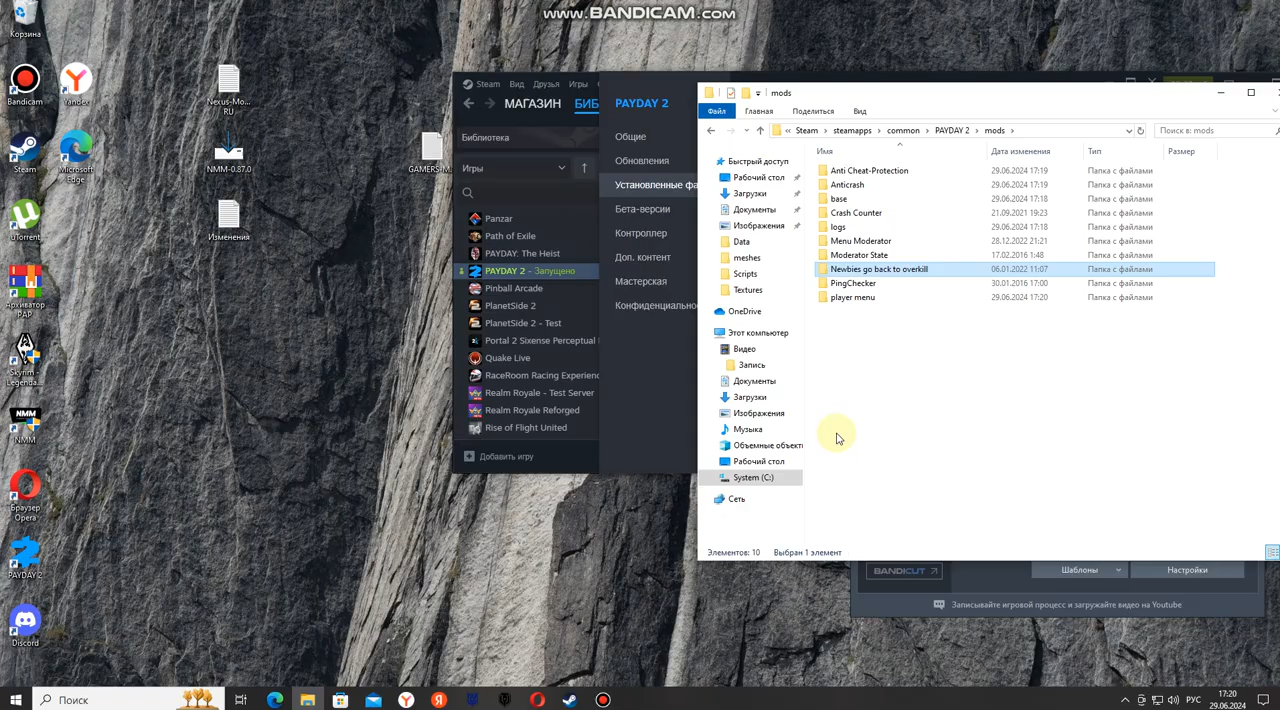 www.BANDICAM.com
Корзина
Bandicam
Yandex
Nexus-Mo...
RU
Steam
Microsoft
Edge
NMM-0.87.0
GAMERS-M...
uTorrent
Изменения
Архиватор
РАР
Skyrim -
Legenda...
NMM
Браузер
Opera
PAYDAY 2
Discord
Steam Вид Друзья Игры
МАГАЗИН БИБ
Библиотека
Игры
Panzar
Path of Exile
PAYDAY: The Heist
PAYDAY 2 - Запущено
Pinball Arcade
PlanetSide 2
PlanetSide 2 - Test
Portal 2 Sixense Perceptual
Quake Live
RaceRoom Racing Experienc
Realm Royale - Test Server
Realm Royale Reforged
Rise of Flight United
Добавить игру
PAYDAY 2
Общие
Обновления
Установленные фа
Бета-версии
Контроллер
Доп. контент
Мастерская
Конфиденциально
mods
Файл Главная Поделиться Вид
« Steam › steamapps › common › PAYDAY 2 › mods ›
Поиск в: mods
Имя Дата изменения Тип Размер
Быстрый доступ
Рабочий стол
Загрузки
Документы
Изображения
Data
meshes
Scripts
Textures
OneDrive
Этот компьютер
Видео
Запись
Документы
Загрузки
Изображения
Музыка
Объемные объекты
Рабочий стол
System (C:)
Сеть
Anti Cheat-Protection 29.06.2024 17:19 Папка с файлами
Anticrash 29.06.2024 17:19 Папка с файлами
base 29.06.2024 17:18 Папка с файлами
Crash Counter 21.09.2021 19:23 Папка с файлами
logs 29.06.2024 17:18 Папка с файлами
Menu Moderator 28.12.2022 21:21 Папка с файлами
Moderator State 17.02.2016 1:48 Папка с файлами
Newbies go back to overkill 06.01.2022 11:07 Папка с файлами
PingChecker 30.01.2016 17:00 Папка с файлами
player menu 29.06.2024 17:20 Папка с файлами
Элементов: 10 Выбран 1 элемент
BANDICUT
Шаблоны
Настройки
Записывайте игровой процесс и загружайте видео на Youtube
Поиск
РУС
17:20
29.06.2024